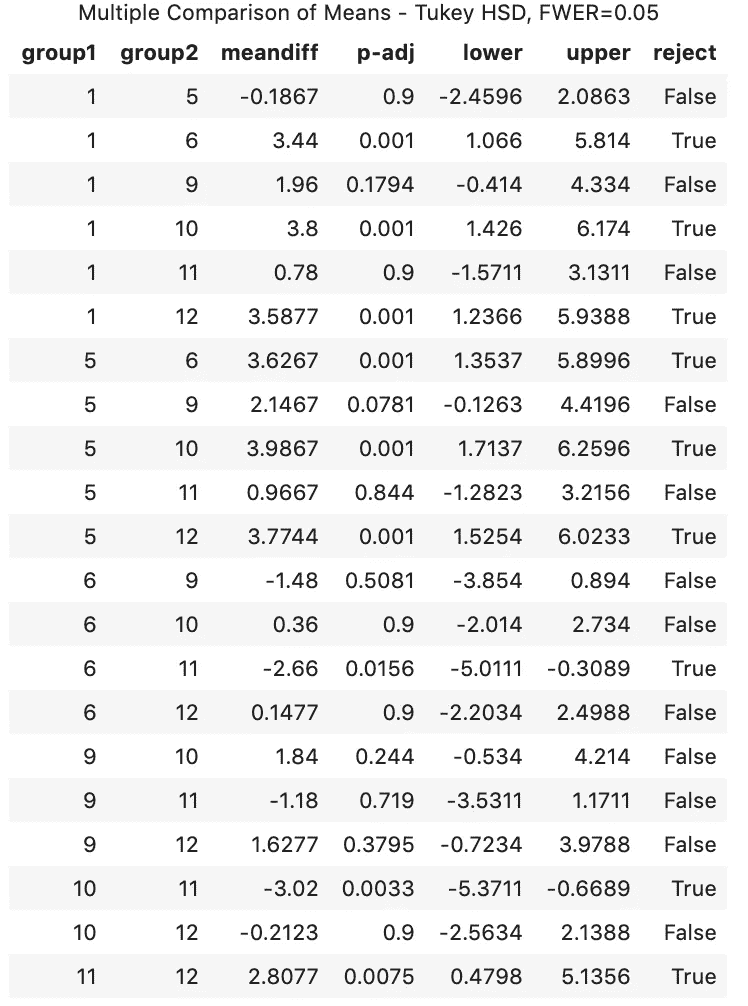 Multiple Comparison of Means - Tukey HSD, FWER=0.05
group1 group2 meandiff p-adj lower upper reject
1 5 -0.1867 0.9 -2.4596 2.0863 False
1 6 3.44 0.001 1.066 5.814 True
1 9 1.96 0.1794 -0.414 4.334 False
1 10 3.8 0.001 1.426 6.174 True
1 11 0.78 0.9 -1.5711 3.1311 False
1 12 3.5877 0.001 1.2366 5.9388 True
5 6 3.6267 0.001 1.3537 5.8996 True
5 9 2.1467 0.0781 -0.1263 4.4196 False
5 10 3.9867 0.001 1.7137 6.2596 True
5 11 0.9667 0.844 -1.2823 3.2156 False
5 12 3.7744 0.001 1.5254 6.0233 True
6 9 -1.48 0.5081 -3.854 0.894 False
6 10 0.36 0.9 -2.014 2.734 False
6 11 -2.66 0.0156 -5.0111 -0.3089 True
6 12 0.1477 0.9 -2.2034 2.4988 False
9 10 1.84 0.244 -0.534 4.214 False
9 11 -1.18 0.719 -3.5311 1.1711 False
9 12 1.6277 0.3795 -0.7234 3.9788 False
10 11 -3.02 0.0033 -5.3711 -0.6689 True
10 12 -0.2123 0.9 -2.5634 2.1388 False
11 12 2.8077 0.0075 0.4798 5.1356 True